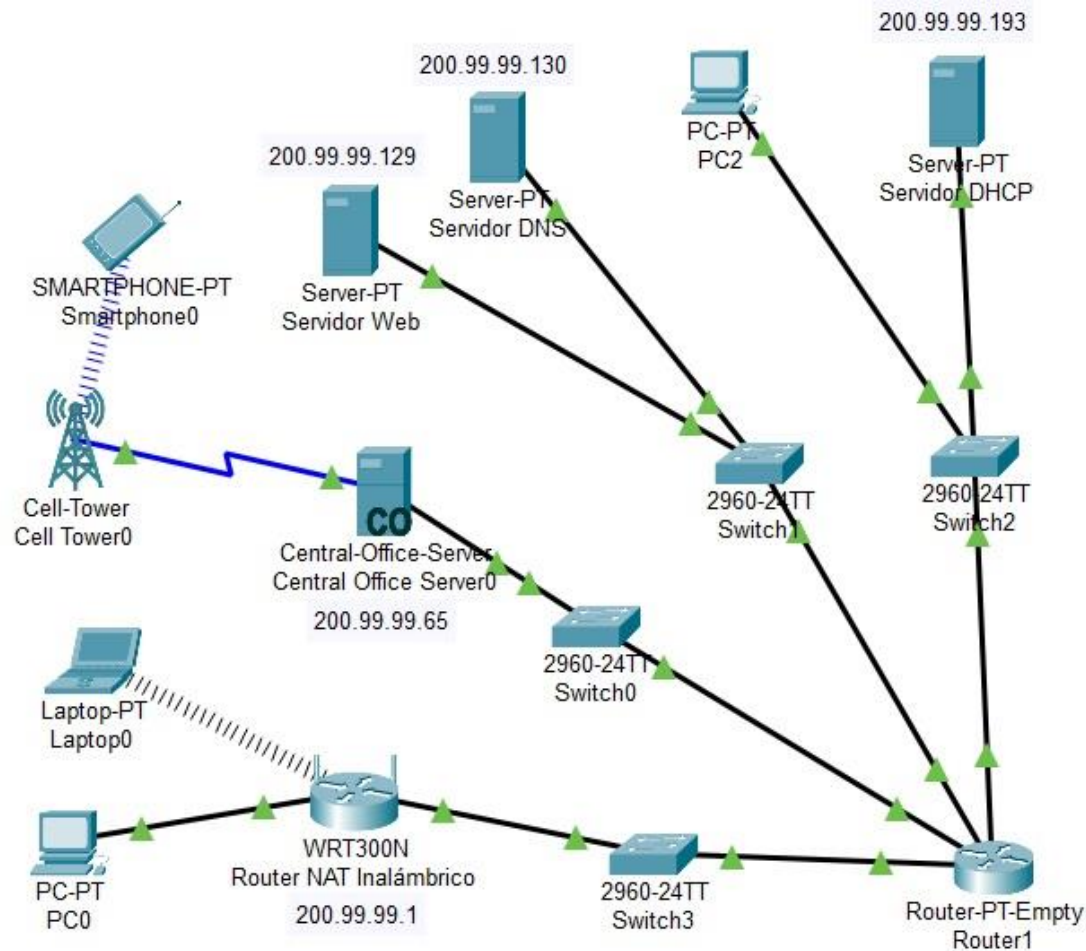 200.99.99.193
200.99.99.130
PC-PT
PC2
Server-PT
Servidor DHCP
200.99.99.129
Server-PT
Servidor DNS
SMARTPHONE-PT
Smartphone0
Server-PT
Servidor Web
2960-24TT
Switch1
2960-24TT
Switch2
Cell-Tower
Cell Tower0
CO
Central-Office-Server
Central Office Server0
200.99.99.65
2960-24TT
Switch0
Laptop-PT
Laptop0
WRT300N
Router NAT Inalámbrico
200.99.99.1
PC-PT
PC0
2960-24TT
Switch3
Router-PT-Empty
Router1